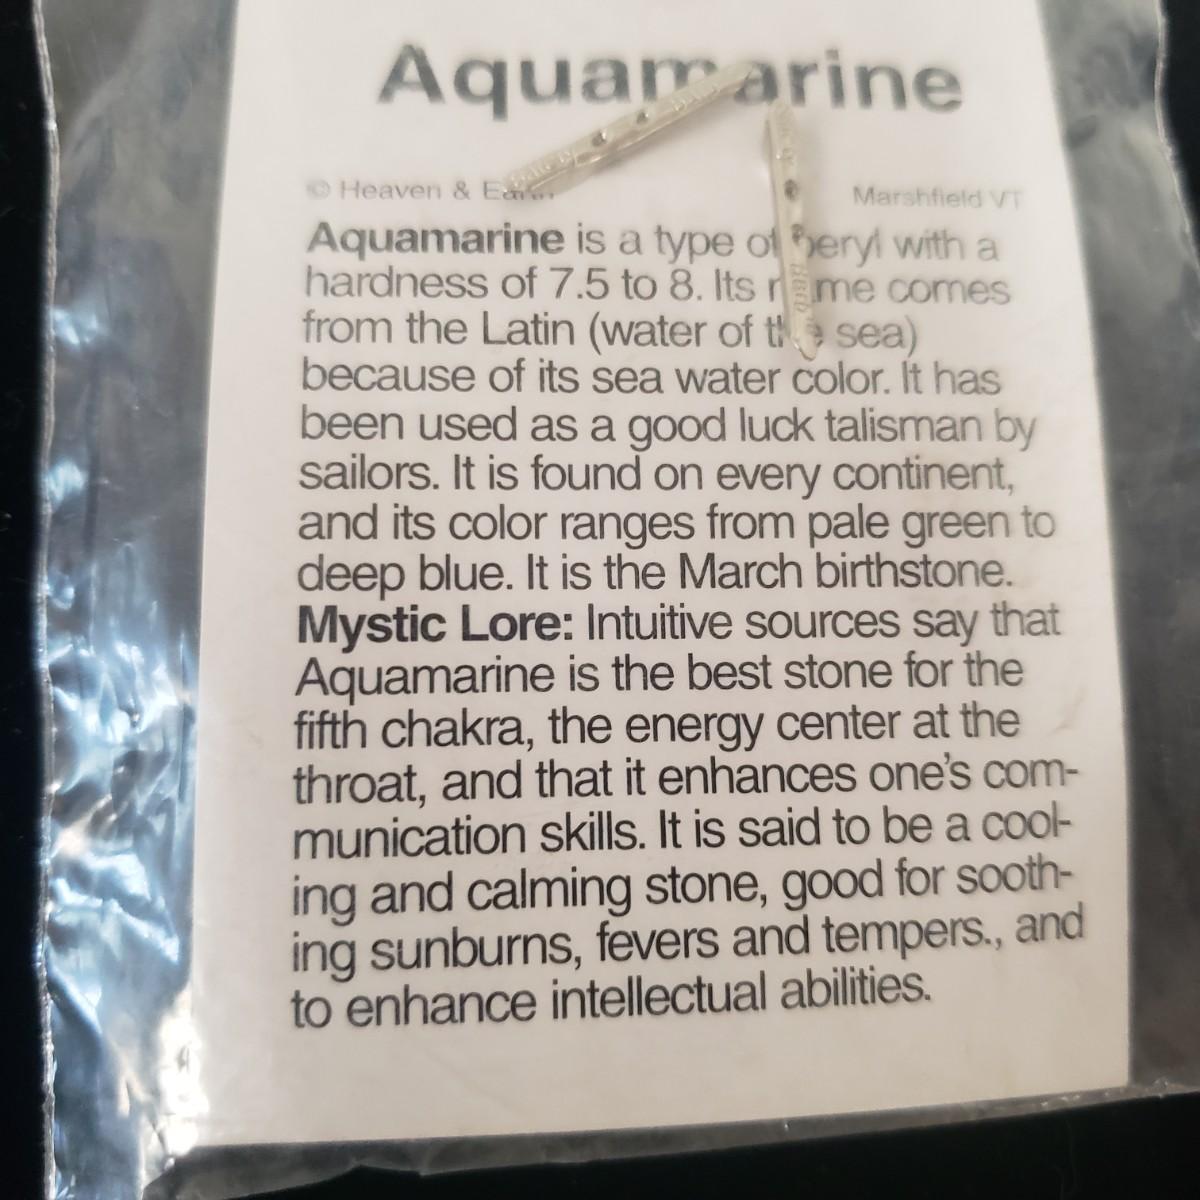 Aquamarine
© Heaven & Earth Marshfield VT
Aquamarine is a type of beryl with a
hardness of 7.5 to 8. Its name comes
from the Latin (water of the sea)
because of its sea water color. It has
been used as a good luck talisman by
sailors. It is found on every continent,
and its color ranges from pale green to
deep blue. It is the March birthstone.
Mystic Lore: Intuitive sources say that
Aquamarine is the best stone for the
fifth chakra, the energy center at the
throat, and that it enhances one's com-
munication skills. It is said to be a cool-
ing and calming stone, good for sooth-
ing sunburns, fevers and tempers., and
to enhance intellectual abilities.